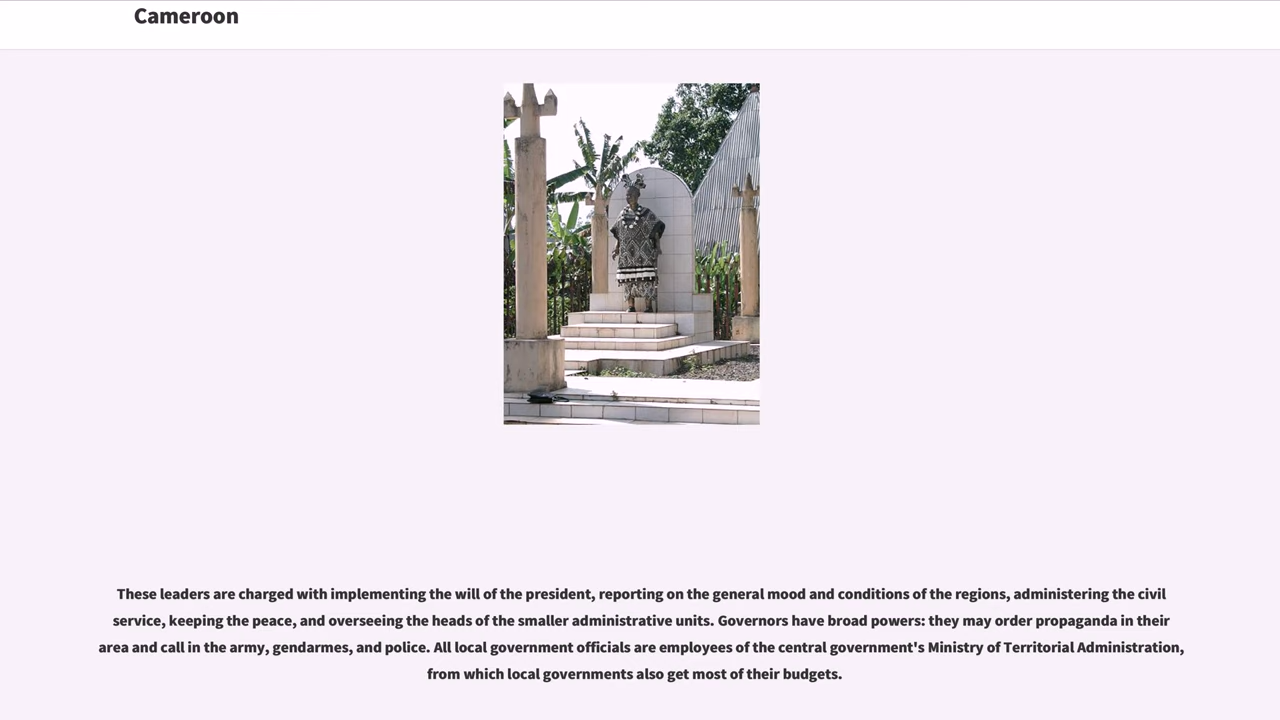 Cameroon
These leaders are charged with implementing the will of the president, reporting on the general mood and conditions of the regions, administering the civil
service, keeping the peace, and overseeing the heads of the smaller administrative units. Governors have broad powers: they may order propaganda in their
area and call in the army, gendarmes, and police. All local government officials are employees of the central government's Ministry of Territorial Administration,
from which local governments also get most of their budgets.